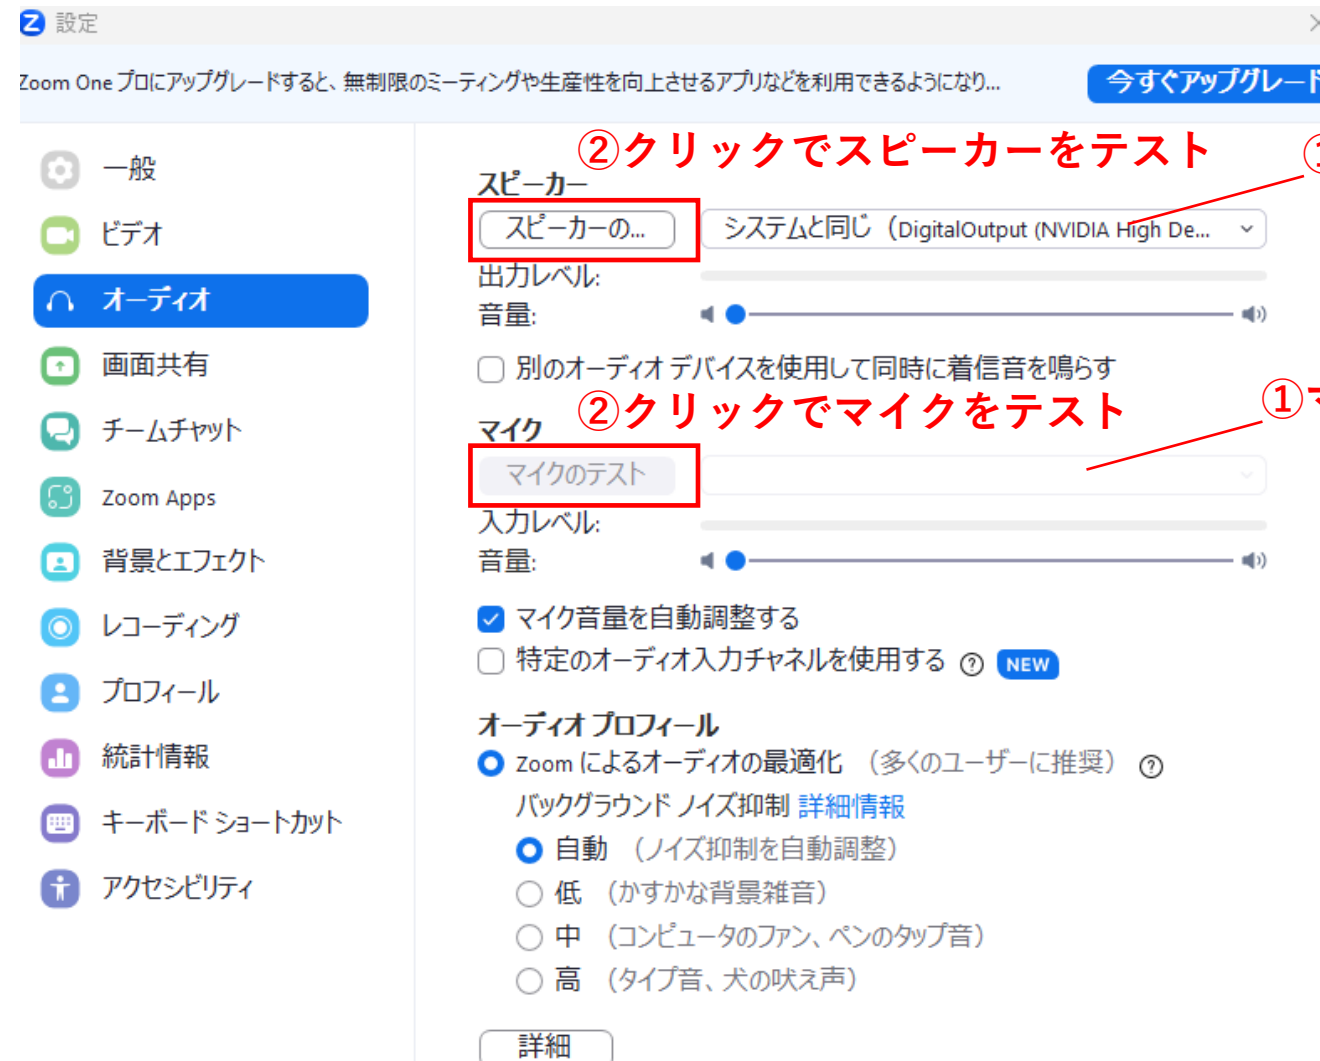 設定
Zoom One プロにアップグレードすると、無制限のミーティングや生産性を向上させるアプリなどを利用できるようになり...
今すぐアップグレード
一般
ビデオ
オーディオ
画面共有
チームチャット
Zoom Apps
背景とエフェクト
レコーディング
プロフィール
統計情報
キーボード ショートカット
アクセシビリティ
②クリックでスピーカーをテスト
スピーカー
スピーカーの...
システムと同じ（DigitalOutput (NVIDIA High De...
出力レベル:
音量:
別のオーディオ デバイスを使用して同時に着信音を鳴らす
②クリックでマイクをテスト
①マ
マイク
マイクのテスト
入力レベル:
音量:
マイク音量を自動調整する
特定のオーディオ入力チャネルを使用する
NEW
オーディオ プロフィール
Zoom によるオーディオの最適化 （多くのユーザーに推奨）
バックグラウンド ノイズ抑制 詳細情報
自動 （ノイズ抑制を自動調整）
低 （かすかな背景雑音）
中 （コンピュータのファン、ペンのタップ音）
高 （タイプ音、犬の吠え声）
詳細